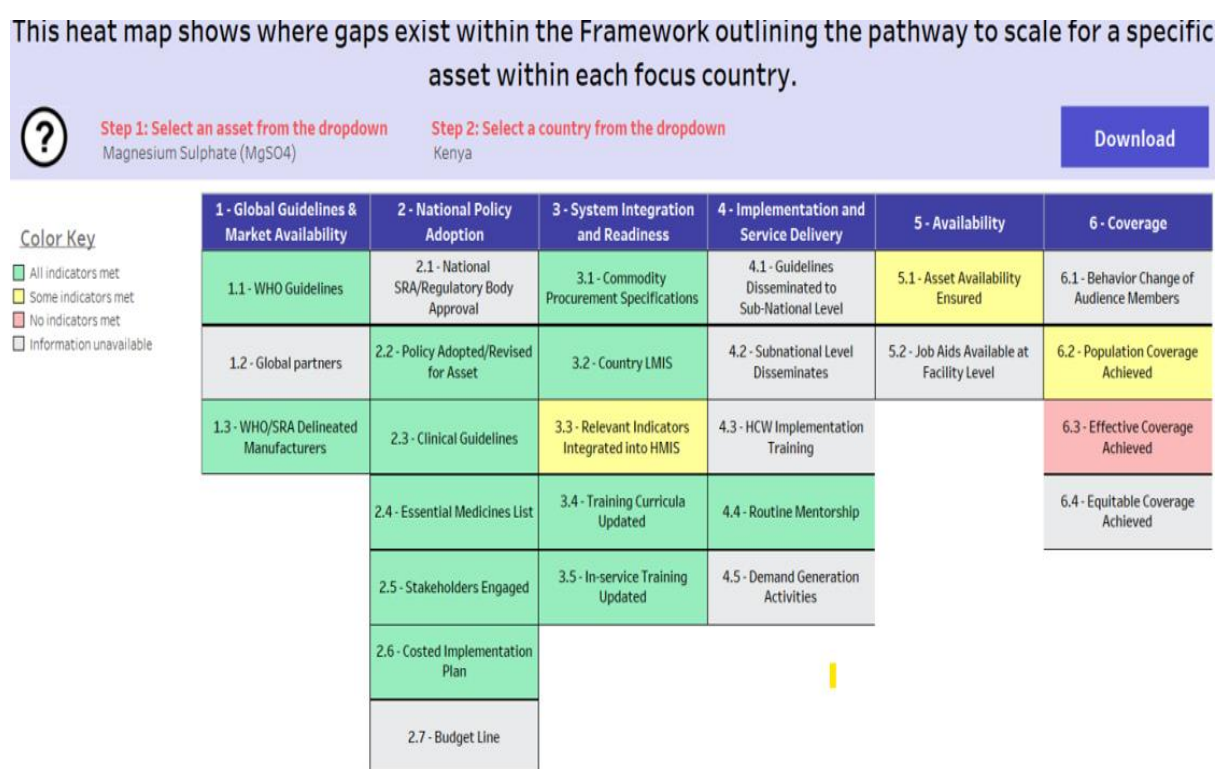 This heat map shows where gaps exist within the Framework outlining the pathway to scale for a specific
asset within each focus country.
?
Step 1: Select an asset from the dropdown
Magnesium Sulphate (MgSO4)
Step 2: Select a country from the dropdown
Kenya
Download
Color Key
All indicators met
Some indicators met
No indicators met
Information unavailable
1 - Global Guidelines &
Market Availability
1.1 - WHO Guidelines
1.2 - Global partners
1.3 - WHO/SRA Delineated
Manufacturers
2 - National Policy
Adoption
2.1 - National
SRA/Regulatory Body
Approval
2.2 - Policy Adopted/Revised
for Asset
2.3 - Clinical Guidelines
2.4 - Essential Medicines List
2.5 - Stakeholders Engaged
2.6 - Costed Implementation
Plan
2.7 - Budget Line
3 - System Integration
and Readiness
3.1 - Commodity
Procurement Specifications
3.2 - Country LMIS
3.3 - Relevant Indicators
Integrated into HMIS
3.4 - Training Curricula
Updated
3.5 - In-service Training
Updated
4 - Implementation and
Service Delivery
4.1 - Guidelines
Disseminated to
Sub-National Level
4.2 - Subnational Level
Disseminates
4.3 - HCW Implementation
Training
4.4 - Routine Mentorship
4.5 - Demand Generation
Activities
5 - Availability
5.1 - Asset Availability
Ensured
5.2 - Job Aids Available at
Facility Level
6 - Coverage
6.1 - Behavior Change of
Audience Members
6.2 - Population Coverage
Achieved
6.3 - Effective Coverage
Achieved
6.4 - Equitable Coverage
Achieved